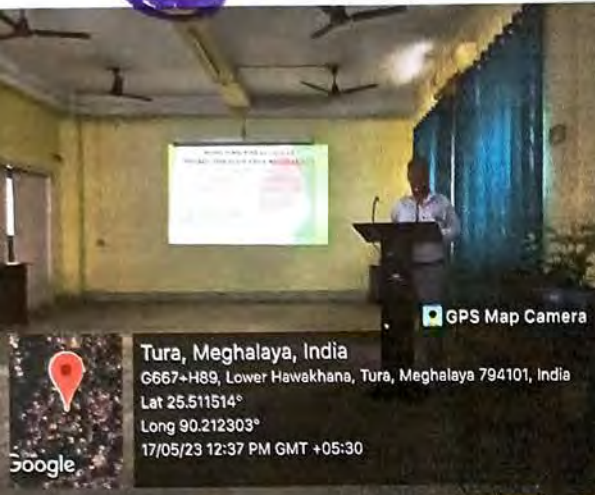 GPS Map Camera
Tura, Meghalaya, India
G667+H89, Lower Hawakhana, Tura, Meghalaya 794101, India
Lat 25.511514°
Long 90.212303°
17/05/23 12:37 PM GMT +05:30
Google